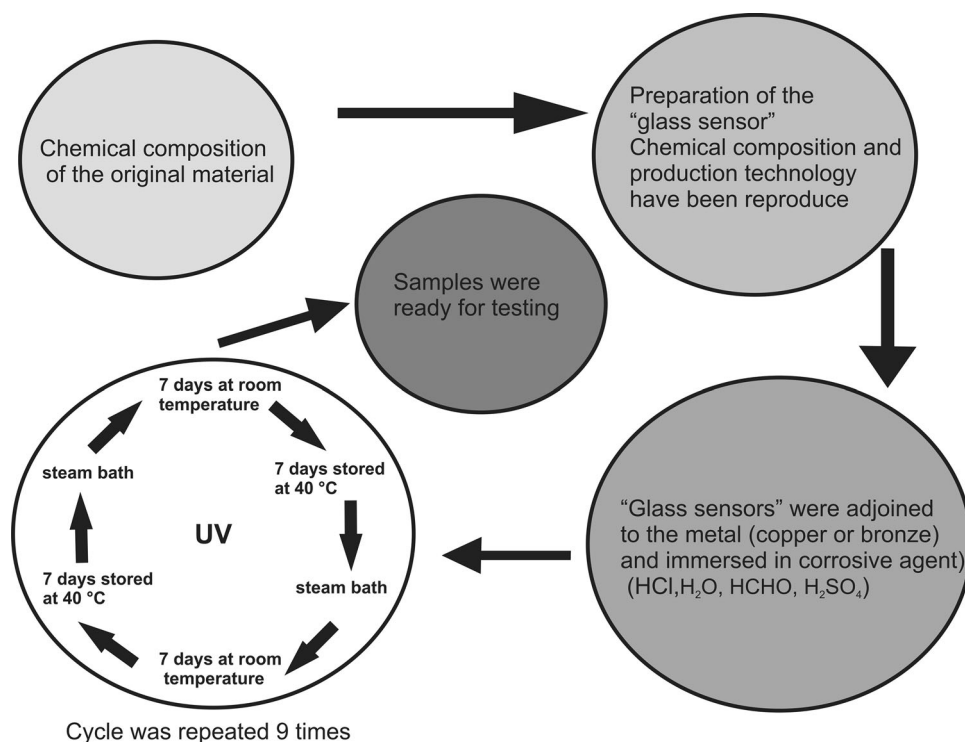 Chemical composition
of the original material
Preparation of the
“glass sensor”
Chemical composition and
production technology
have been reproduce
“Glass sensors” were adjoined
to the metal (copper or bronze)
and immersed in corrosive agent)
(HCl,H₂O, HCHO, H₂SO₄)
7 days at room
temperature
7 days stored
at 40 °C
steam bath
7 days at room
temperature
7 days stored
at 40 °C
steam bath
UV
Cycle was repeated 9 times
Samples were
ready for testing